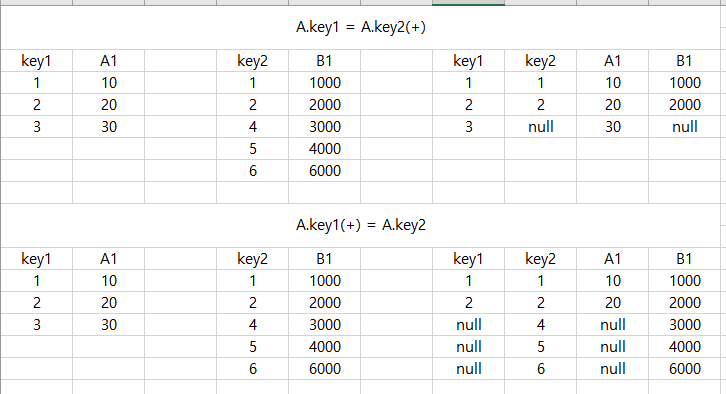 A.key1 = A.key2(+)
key1 A1 key2 B1 key1 key2 A1 B1
1 10 1 1000 1 1 10 1000
2 20 2 2000 2 2 20 2000
3 30 4 3000 3 null 30 null
5 4000
6 6000
A.key1(+) = A.key2
key1 A1 key2 B1 key1 key2 A1 B1
1 10 1 1000 1 1 10 1000
2 20 2 2000 2 2 20 2000
3 30 4 3000 null 4 null 3000
5 4000 null 5 null 4000
6 6000 null 6 null 6000